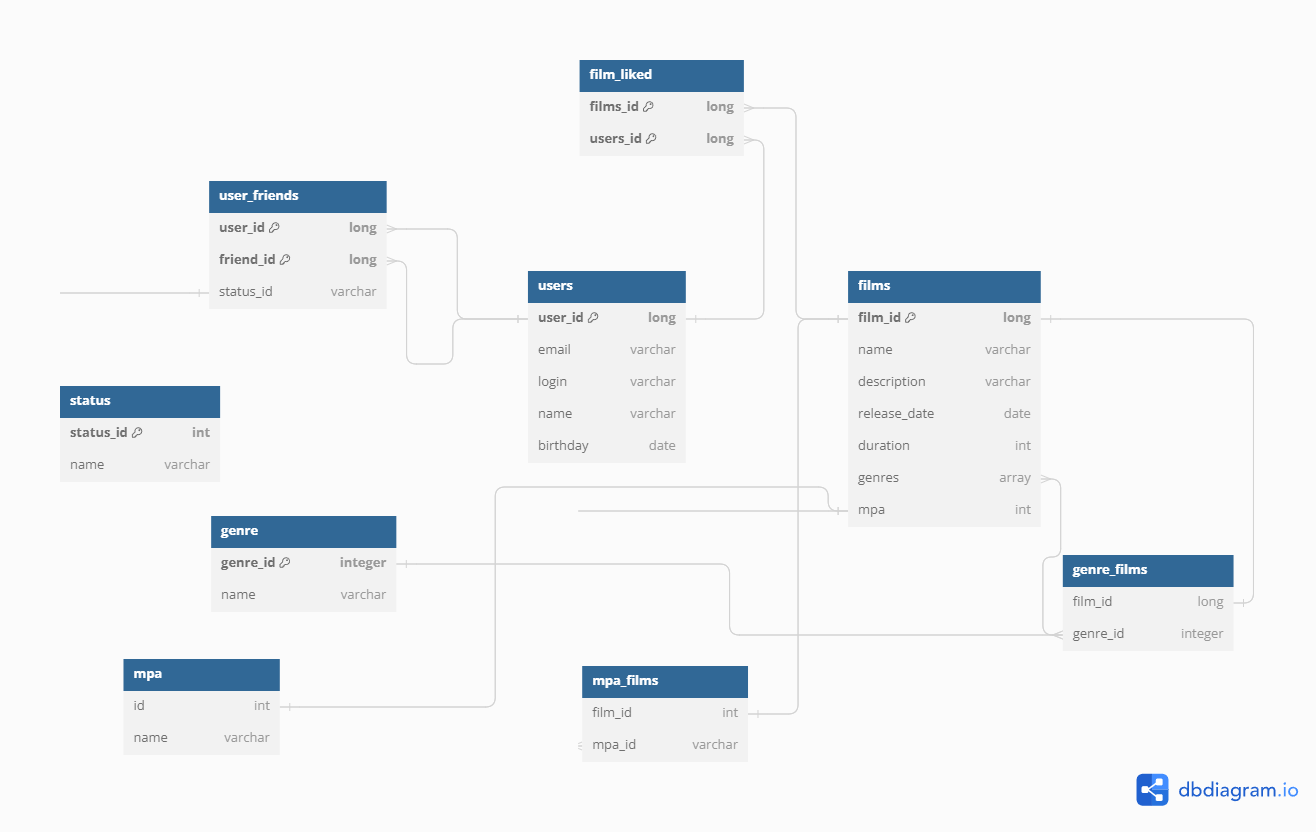 film_liked
films_id long
users_id long
user_friends
user_id long
friend_id long
status_id varchar
users
user_id long
email varchar
login varchar
name varchar
birthday date
films
film_id long
name varchar
description varchar
release_date date
duration int
genres array
mpa int
status
status_id int
name varchar
genre
genre_id integer
name varchar
genre_films
film_id long
genre_id integer
mpa
id int
name varchar
mpa_films
film_id int
mpa_id varchar
dbdiagram.io